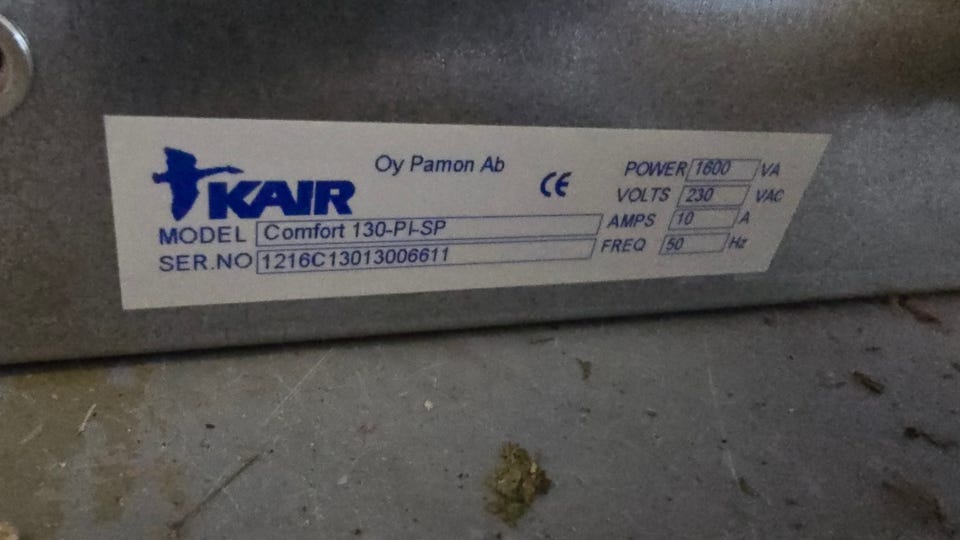 KAIR
Oy Pamon Ab
CE
MODEL Comfort 130-PI-SP
SER.NO 1216C13013006611
POWER 1600 VA
VOLTS 230 VAC
AMPS 10 A
FREQ 50 Hz